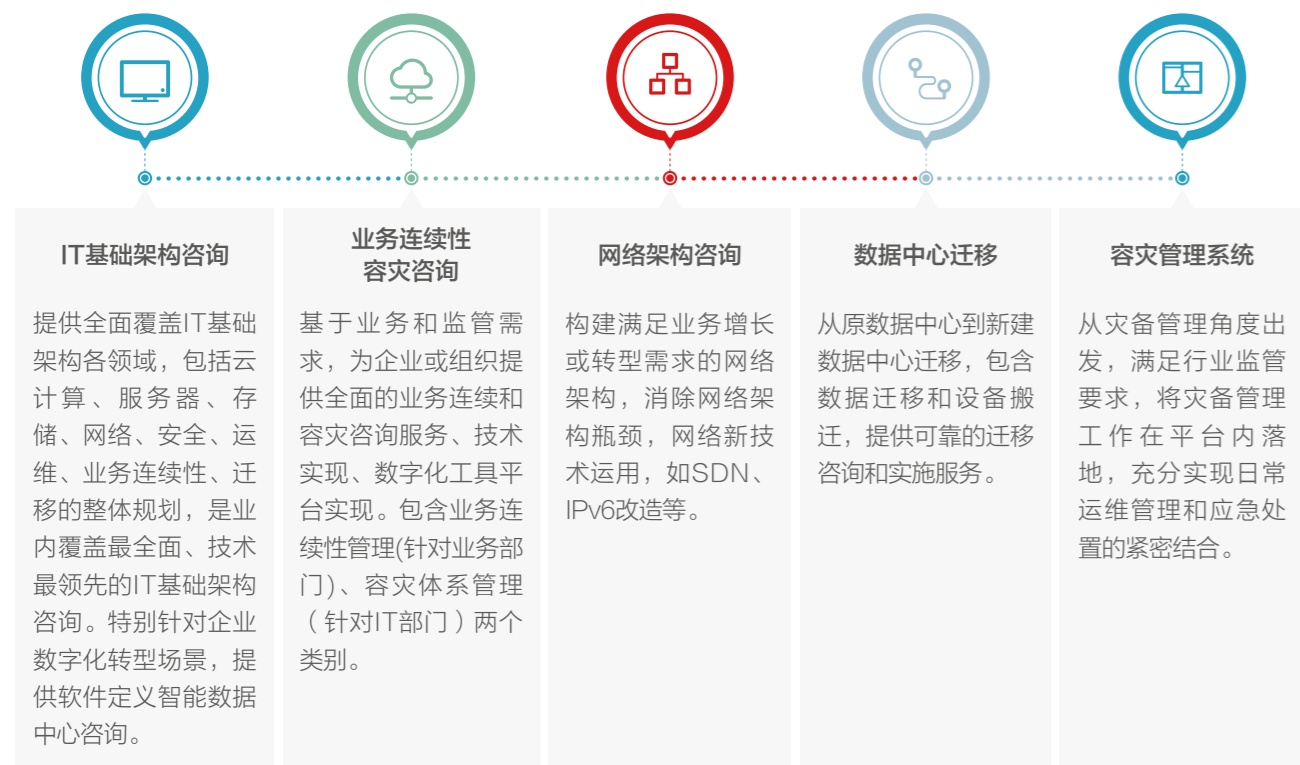 IT基础架构咨询
提供全面覆盖IT基础
架构各领域，包括云
计算、服务器、存
储、网络、安全、运
维、业务连续性、迁
移的整体规划，是业
内覆盖最全面、技术
最领先的IT基础架构
咨询。特别针对企业
数字化转型场景，提
供软件定义智能数据
中心咨询。
业务连续性
容灾咨询
基于业务和监管需
求，为企业或组织提
供全面的业务连续和
容灾咨询服务、技术
实现、数字化工具平
台实现。包含业务连
续性管理(针对业务部
门)、容灾体系管理
（针对IT部门）两个
类别。
网络架构咨询
构建满足业务增长
或转型需求的网络
架构，消除网络架
构瓶颈，网络新技
术运用，如SDN、
IPv6改造等。
数据中心迁移
从原数据中心到新建
数据中心迁移，包含
数据迁移和设备搬
迁，提供可靠的迁移
咨询和实施服务。
容灾管理系统
从灾备管理角度出
发，满足行业监管
要求，将灾备管理
工作在平台内落
地，充分实现日常
运维管理和应急处
置的紧密结合。